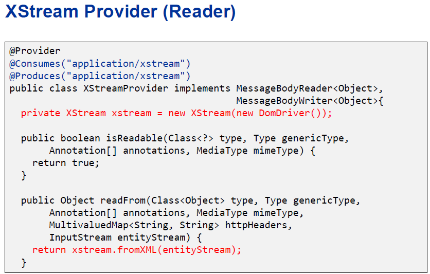 XStream Provider (Reader)
@Provider
@Consumes("application/xstream")
@Produces("application/xstream")
public class XStreamProvider implements MessageBodyReader<Object>,
MessageBodyWriter<Object>{
private XStream xstream = new XStream(new DomDriver());
public boolean isReadable(Class<?> type, Type genericType,
Annotation[] annotations, MediaType mimeType) {
return true;
}
public Object readFrom(Class<Object> type, Type genericType,
Annotation[] annotations, MediaType mimeType,
MultivaluedMap<String, String> httpHeaders,
InputStream entityStream) {
return xstream.fromXML(entityStream);
}